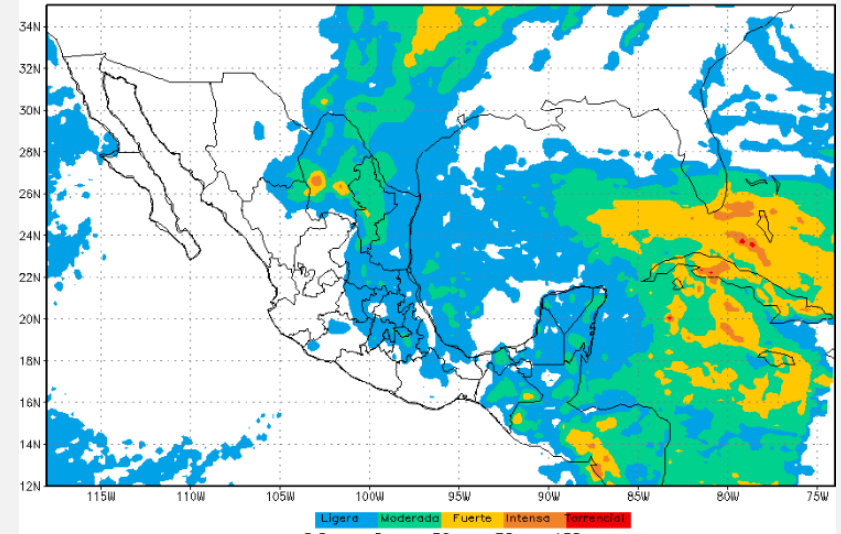 34N
32N
30N
28N
26N
24N
22N
20N
18N
16N
14N
12N
115W 110W 105W 100W 95W 90W 85W 80W 75W
Ligera Moderada Fuerte Intensa Torrencial